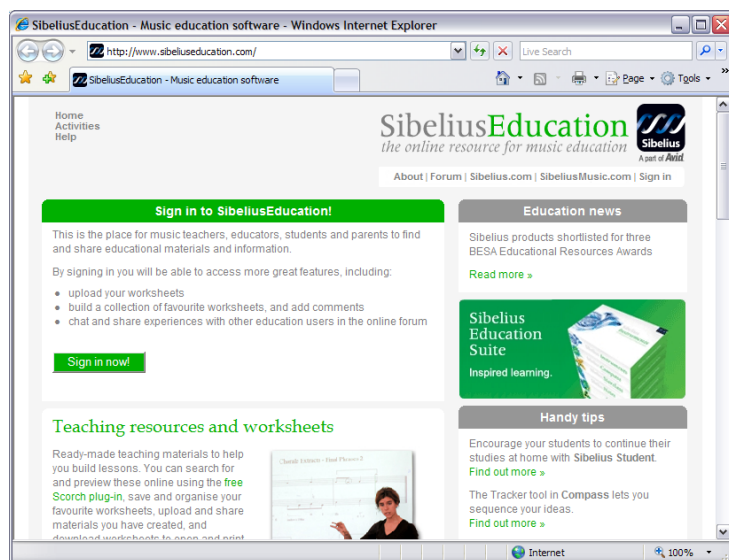 SibeliusEducation - Music education software - Windows Internet Explorer
http://www.sibeliuseducation.com/
Live Search
SibeliusEducation - Music education software
Page
Tools
Home
Activities
Help
SibeliusEducation
the online resource for music education
Sibelius
A part of Avid
About | Forum | Sibelius.com | SibeliusMusic.com | Sign in
Sign in to SibeliusEducation!
This is the place for music teachers, educators, students and parents to find
and share educational materials and information.
By signing in you will be able to access more great features, including:
• upload your worksheets
• build a collection of favourite worksheets, and add comments
• chat and share experiences with other education users in the online forum
Sign in now!
Teaching resources and worksheets
Ready-made teaching materials to help
you build lessons. You can search for
and preview these online using the free
Scorch plug-in, save and organise your
favourite worksheets, upload and share
materials you have created, and
download worksheets to open and print
Education news
Sibelius products shortlisted for three
BESA Educational Resources Awards
Read more »
Sibelius
Education
Suite
Inspired learning.
Handy tips
Encourage your students to continue their
studies at home with Sibelius Student.
Find out more »
The Tracker tool in Compass lets you
sequence your ideas.
Find out more »
Internet
100%